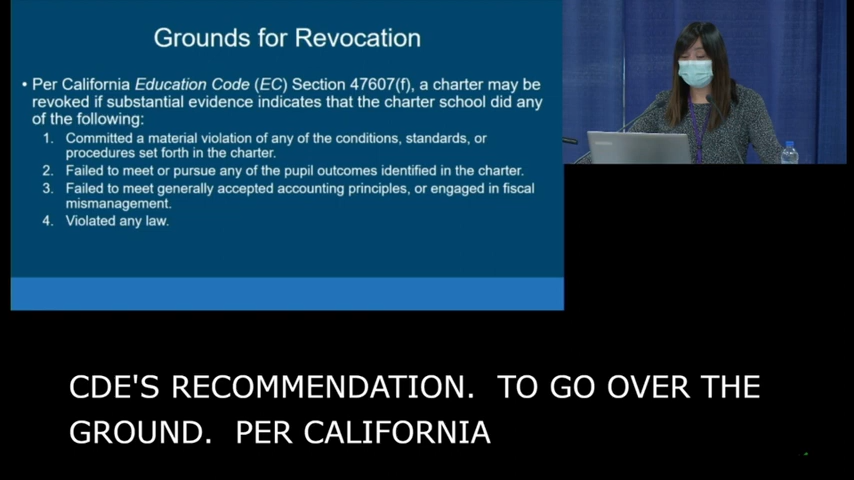 Grounds for Revocation
• Per California Education Code (EC) Section 47607(f), a charter may be
revoked if substantial evidence indicates that the charter school did any
of the following:
1. Committed a material violation of any of the conditions, standards, or
procedures set forth in the charter.
2. Failed to meet or pursue any of the pupil outcomes identified in the charter.
3. Failed to meet generally accepted accounting principles, or engaged in fiscal
mismanagement.
4. Violated any law.
CDE'S RECOMMENDATION. TO GO OVER THE
GROUND. PER CALIFORNIA